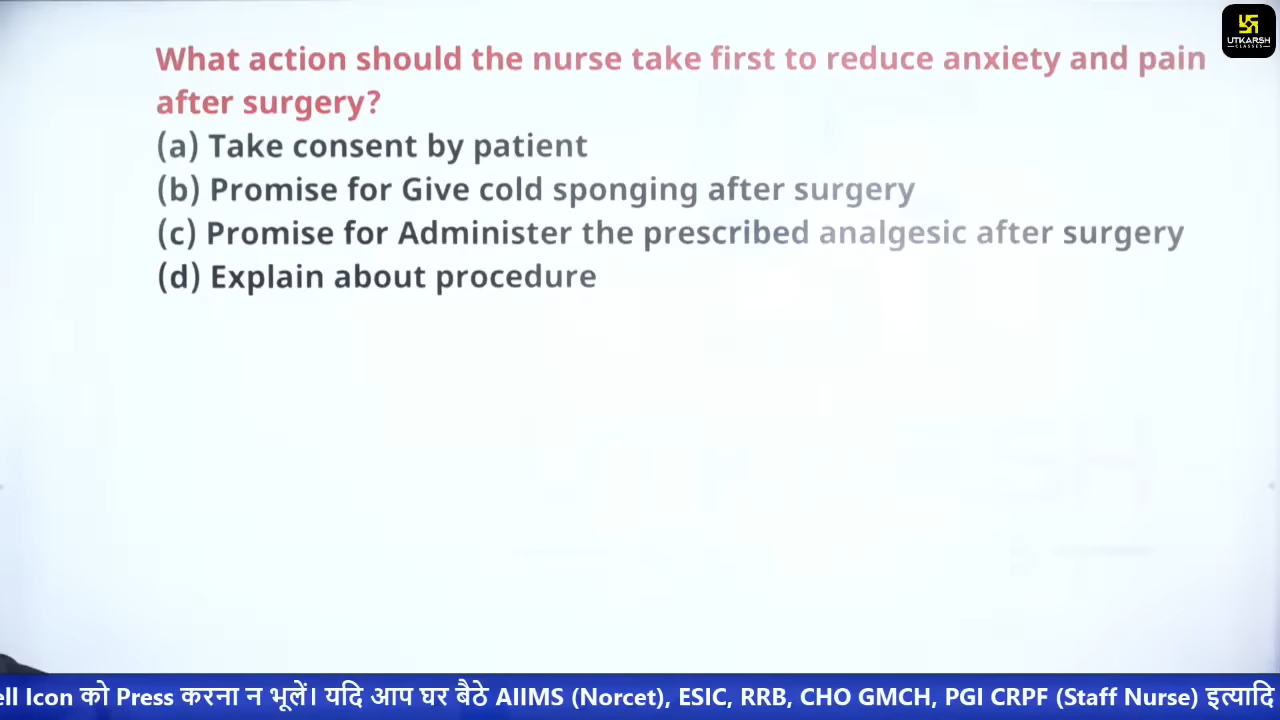 UTKARSH
CLASSES
What action should the nurse take first to reduce anxiety and pain
after surgery?
(a) Take consent by patient
(b) Promise for Give cold sponging after surgery
(c) Promise for Administer the prescribed analgesic after surgery
(d) Explain about procedure
ell Icon को Press करना न भूलें। यदि आप घर बैठे AIIMS (Norcet), ESIC, RRB, CHO GMCH, PGI CRPF (Staff Nurse) इत्यादि